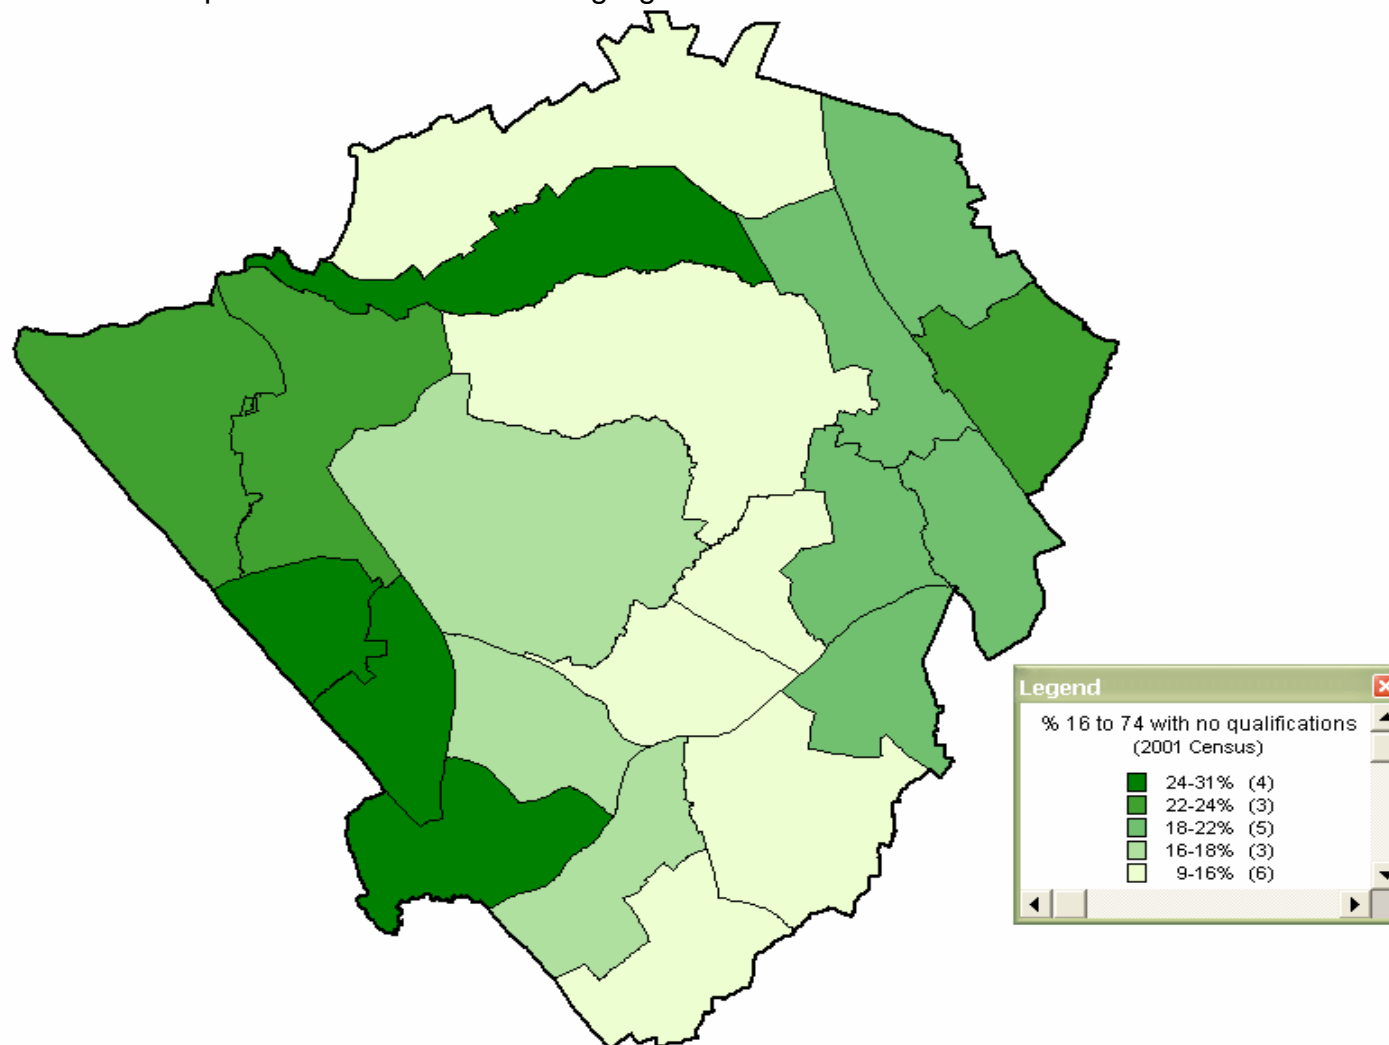 Legend
% 16 to 74 with no qualifications
(2001 Census)
24-31% (4)
22-24% (3)
18-22% (5)
16-18% (3)
9-16% (6)